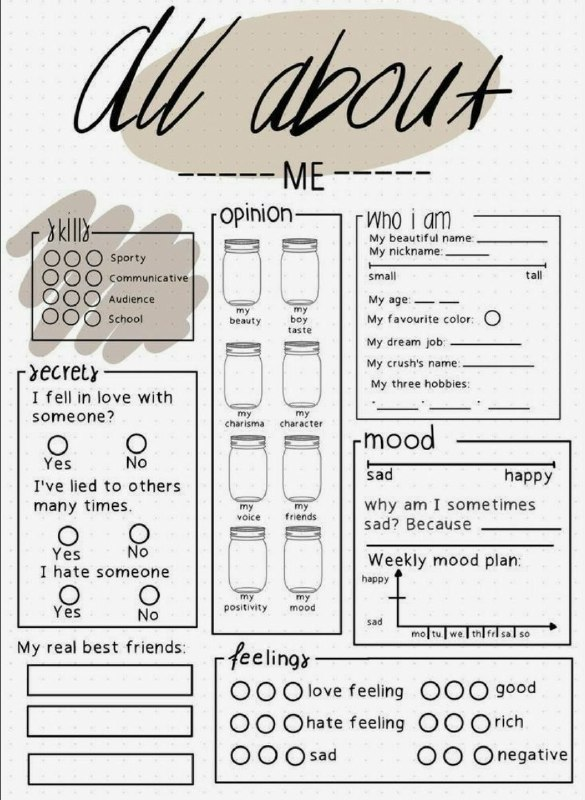 All about
ME
skills
Sporty
Communicative
Audience
School
opinion
my beauty
my boy taste
my charisma
my character
my voice
my friends
my positivity
my mood
Who i am
My beautiful name:
My nickname:
small tall
My age:
My favourite color:
My dream job:
My crush's name:
My three hobbies:
secrets
I fell in love with
someone?
Yes No
I've lied to others
many times.
Yes No
I hate someone
Yes No
mood
sad happy
why am I sometimes
sad? Because
Weekly mood plan:
happy
sad
mo tu we. th fr sa so
My real best friends:
feelings
love feeling good
hate feeling rich
sad negative